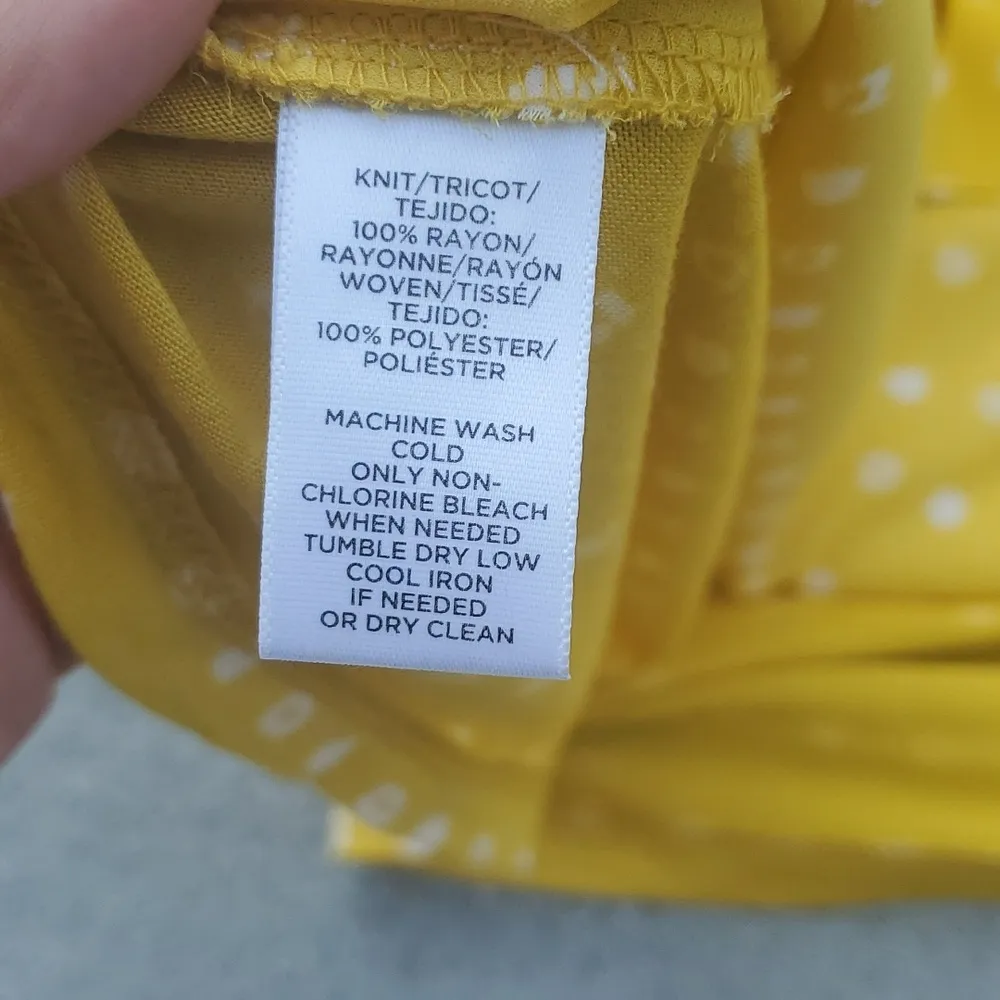 KNIT/TRICOT/
TEJIDO:
100% RAYON/
RAYONNE/RAYÓN
WOVEN/TISSÉ/
TEJIDO:
100% POLYESTER/
POLIÉSTER
MACHINE WASH
COLD
ONLY NON-
CHLORINE BLEACH
WHEN NEEDED
TUMBLE DRY LOW
COOL IRON
IF NEEDED
OR DRY CLEAN